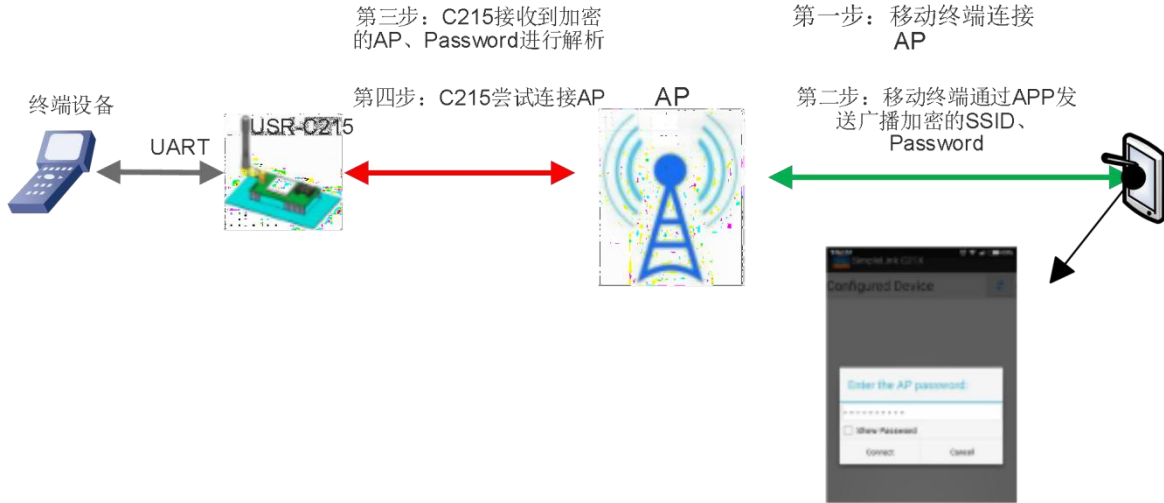 第三步：C215接收到加密
的AP、Password进行解析
第一步：移动终端连接
AP
第四步：C215尝试连接AP
AP
第二步：移动终端通过APP发
送广播加密的SSID、
Password
终端设备
UART
USR-C215
SimpleLink C214
Configured Device
Enter the AP password:
Show Password
Connect
Cancel